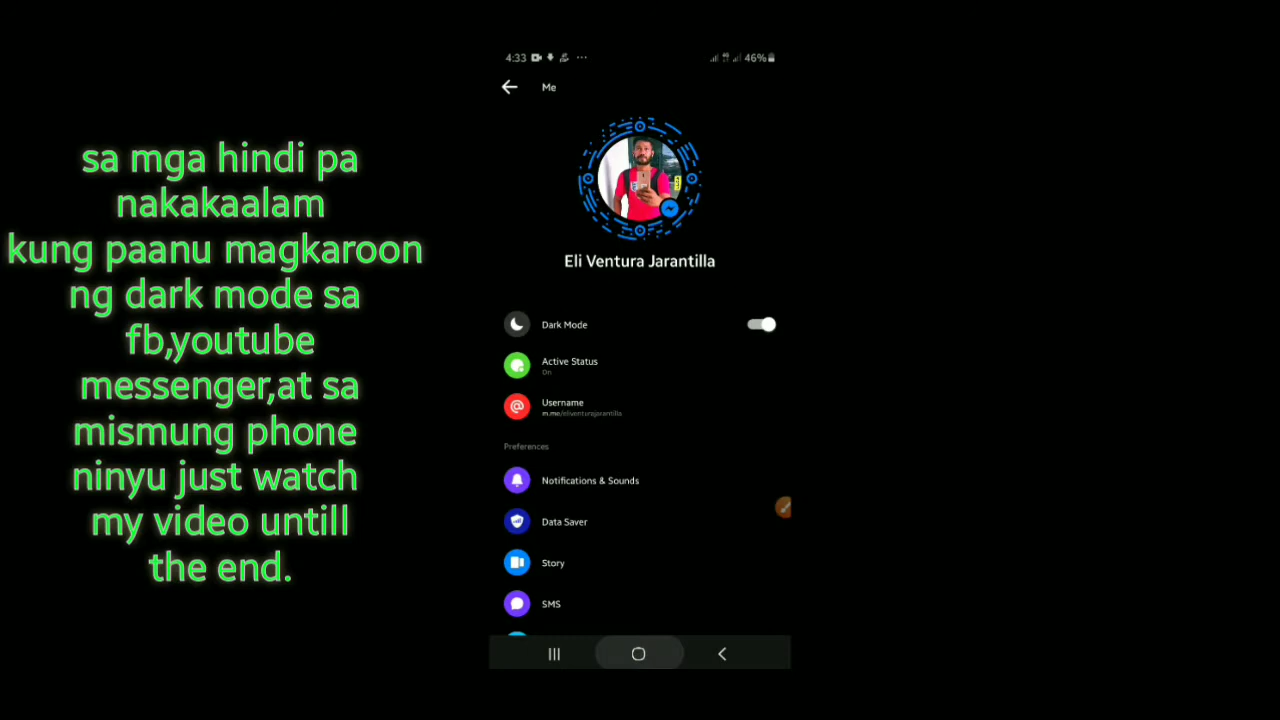 sa mga hindi pa
nakakaalam
kung paanu magkaroon
ng dark mode sa
fb,youtube
messenger,at sa
mismung phone
ninyu just watch
my video untill
the end.
4:33
46%
Me
Eli Ventura Jarantilla
Dark Mode
Active Status
On
Username
m.me/eliventurajarantilla
Preferences
Notifications & Sounds
Data Saver
Story
SMS